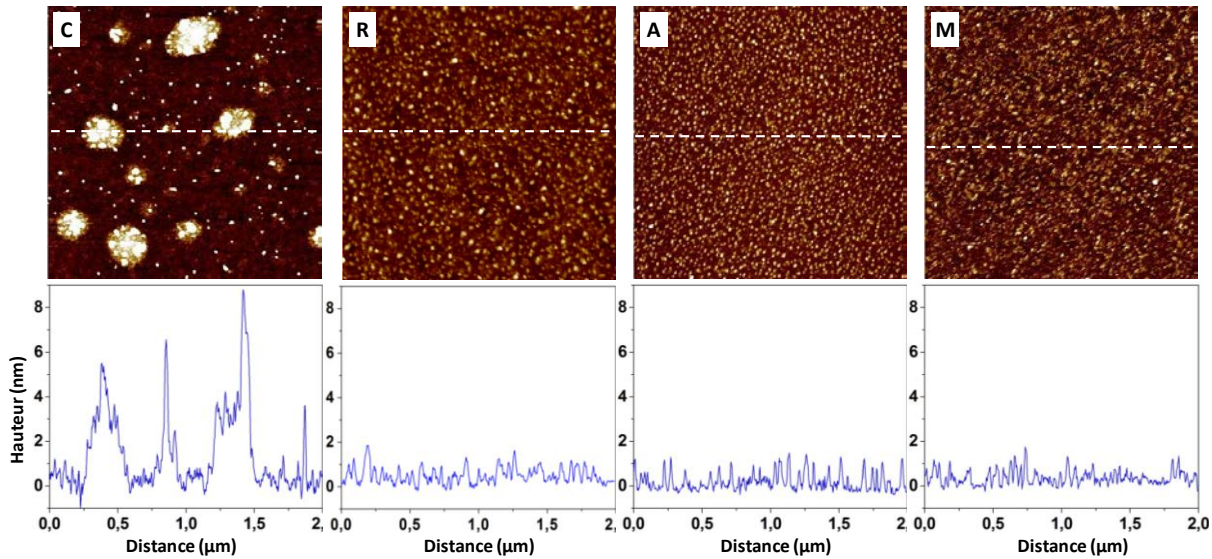 C R A M
Hauteur (nm)
8 8 8 8
6 6 6 6
4 4 4 4
2 2 2 2
0 0 0 0
0,0 0,5 1,0 1,5 2, 0,0 0,5 1,0 1,5 2, 0,0 0,5 1,0 1,5 2, 0,0 0,5 1,0 1,5 2,0
Distance (µm) Distance (µm) Distance (µm) Distance (µm)